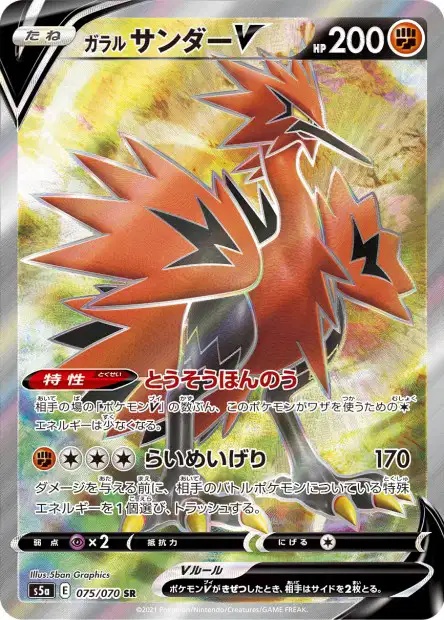 たね ガラル サンダーV HP 200
特性 とくせい とうそうほんのう
相手の場の「ポケモンV」の数ぶん、このポケモンがワザを使うための
エネルギーは少なくなる。
らいめいげり 170
ダメージを与える前に、相手のバトルポケモンについている特殊
エネルギーを1個選び、トラッシュする。
弱点 ×2 抵抗力 にげる
Illus.5ban Graphics
s5a E 075/070 SR
Vルール
ポケモンVがきぜつしたとき、相手はサイドを2枚とる。
©2021 Pokémon/Nintendo/Creatures/GAME FREAK.